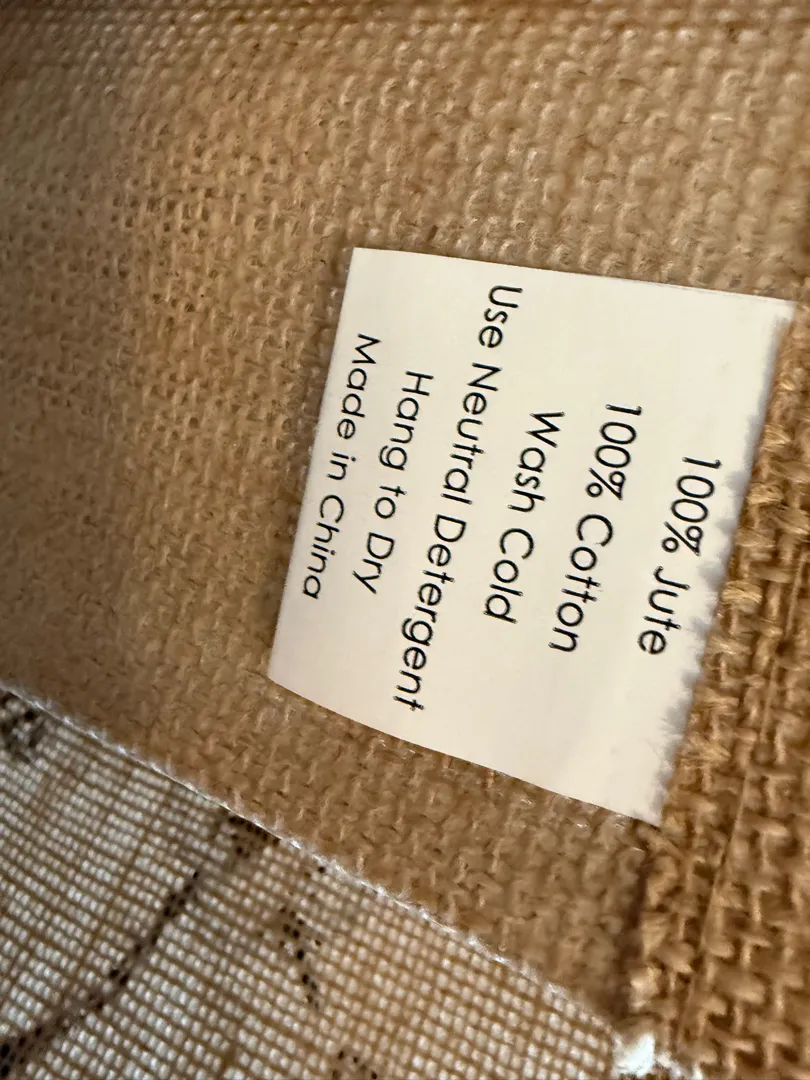 100% Jute
100% Cotton
Wash Cold
Use Neutral Detergent
Hang to Dry
Made in China